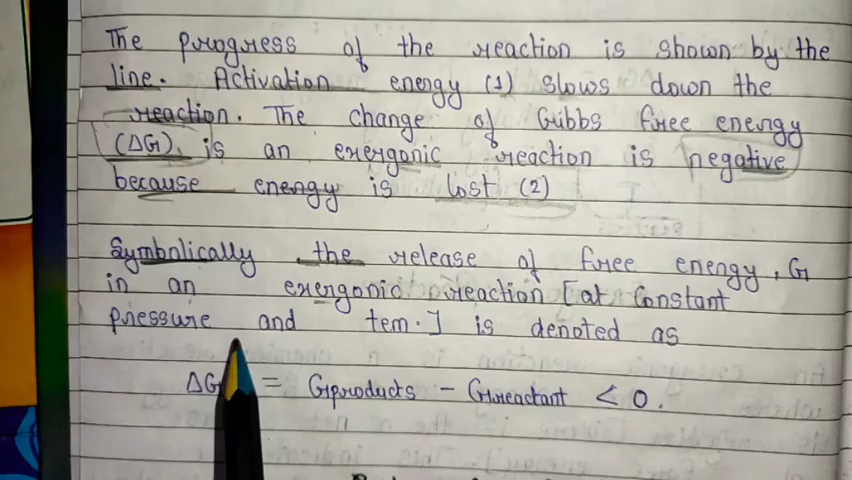 The progress of the reaction is shown by the
line. Activation energy (1) slows down the
reaction. The change of Gibbs free energy
(ΔG) is an exergonic reaction is negative
because energy is lost (2)
Symbolically, the release of free energy, G
in an exergonic reaction [at constant
pressure and tem.] is denoted as
ΔG = Gproducts - Greactant < 0.